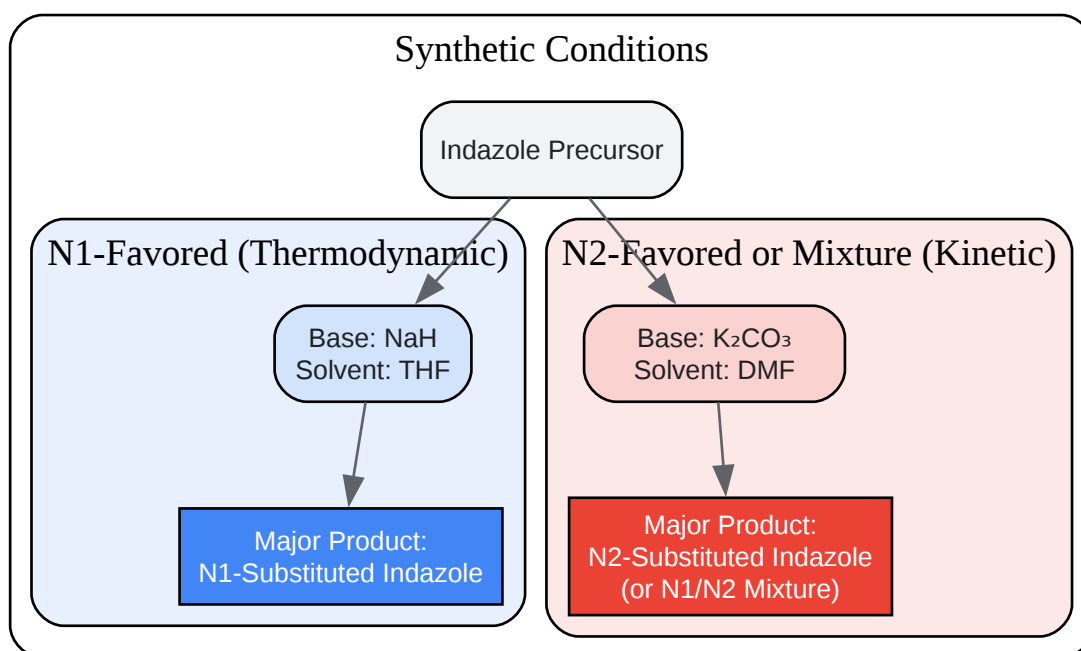 Synthetic Conditions
Indazole Precursor
N1-Favored (Thermodynamic)
N2-Favored or Mixture (Kinetic)
Base: NaH
Solvent: THF
Base: K₂CO₃
Solvent: DMF
Major Product:
N1-Substituted Indazole
Major Product:
N2-Substituted Indazole
(or N1/N2 Mixture)